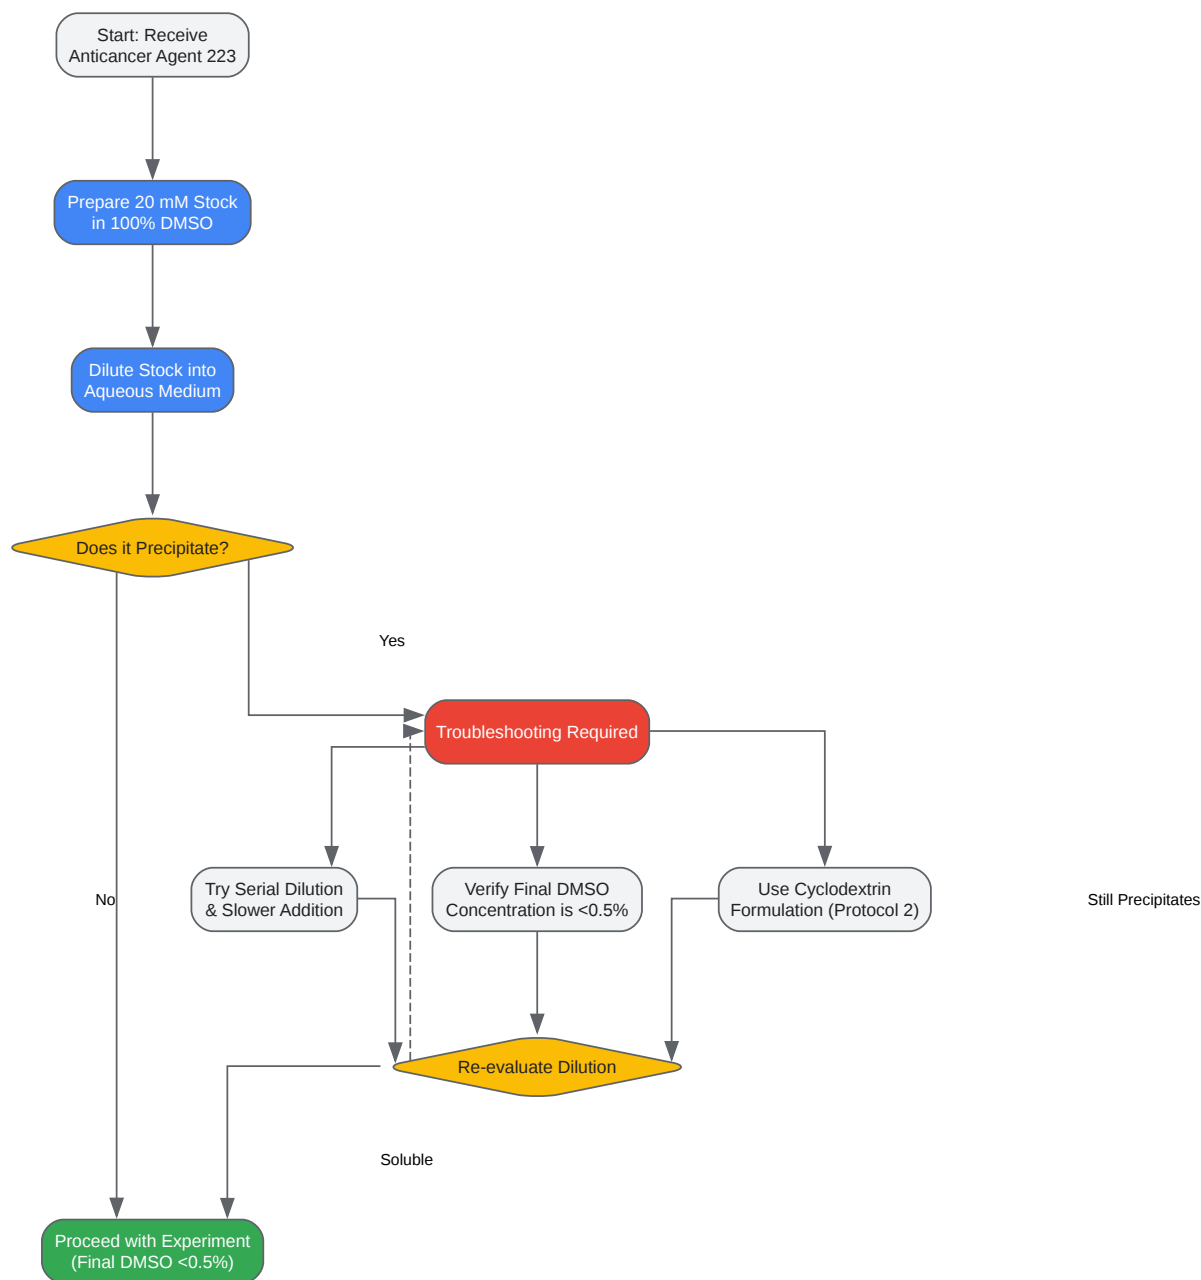 Start: Receive
Anticancer Agent 223
Prepare 20 mM Stock
in 100% DMSO
Dilute Stock into
Aqueous Medium
Does it Precipitate?
Yes
Troubleshooting Required
Try Serial Dilution
& Slower Addition
Verify Final DMSO
Concentration is <0.5%
Use Cyclodextrin
Formulation (Protocol 2)
No
Still Precipitates
Re-evaluate Dilution
Soluble
Proceed with Experiment
(Final DMSO <0.5%)